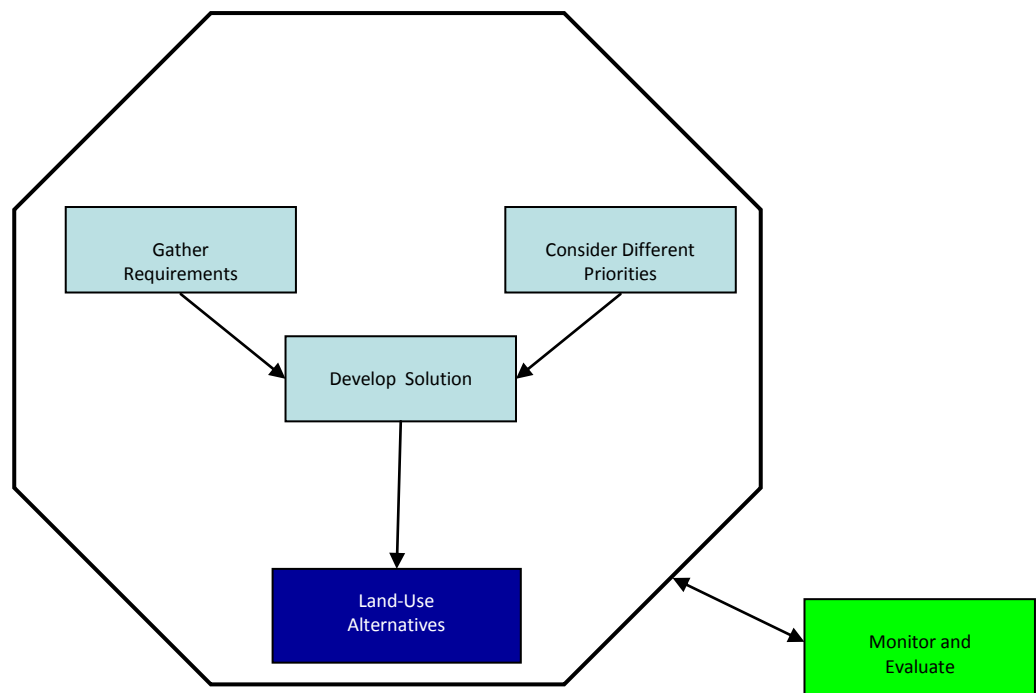 Gather
Requirements
Consider Different
Priorities
Develop  Solution
Land-Use
Alternatives
Monitor and
Evaluate